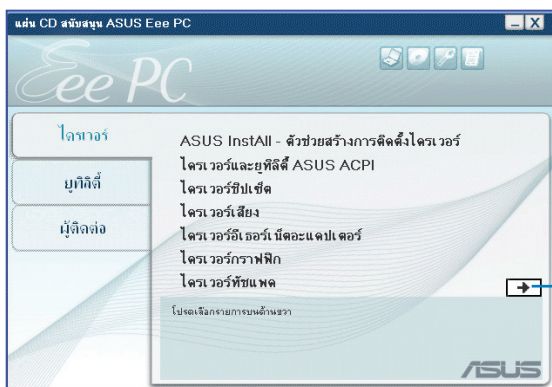 แผ่น CD สนับสนุน ASUS Eee PC
Eee PC
ไดรเวอร์
ยูทิลิตี้
ผู้ติดต่อ
ASUS InstAll - ตัวช่วยสร้างการติดตั้งไดรเวอร์
ไดรเวอร์และยูทิลิตี้ ASUS ACPI
ไดรเวอร์ชิปเซ็ต
ไดรเวอร์เสียง
ไดรเวอร์อีเธอร์เน็ตอะแดปเตอร์
ไดรเวอร์กราฟฟิก
ไดรเวอร์ทัชแพด
โปรดเลือกรายการบนด้านขวา
ASUS